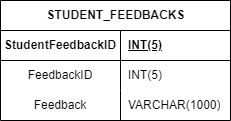 STUDENT_FEEDBACKS
StudentFeedbackID INT(5)
FeedbackID INT(5)
Feedback VARCHAR(1000)